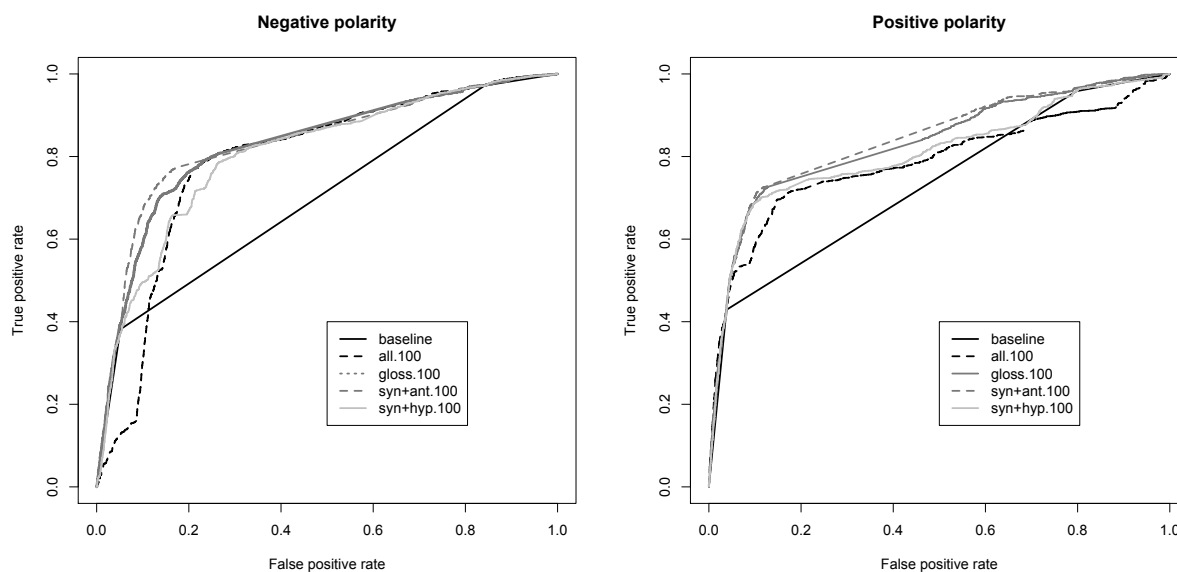 Negative polarity
True positive rate
1.0
0.8
0.6
0.4
0.2
0.0
baseline
all.100
gloss.100
syn+ant.100
syn+hyp.100
0.0 0.2 0.4 0.6 0.8 1.0
False positive rate
Positive polarity
True positive rate
1.0
0.8
0.6
0.4
0.2
0.0
baseline
all.100
gloss.100
syn+ant.100
syn+hyp.100
0.0 0.2 0.4 0.6 0.8 1.0
False positive rate